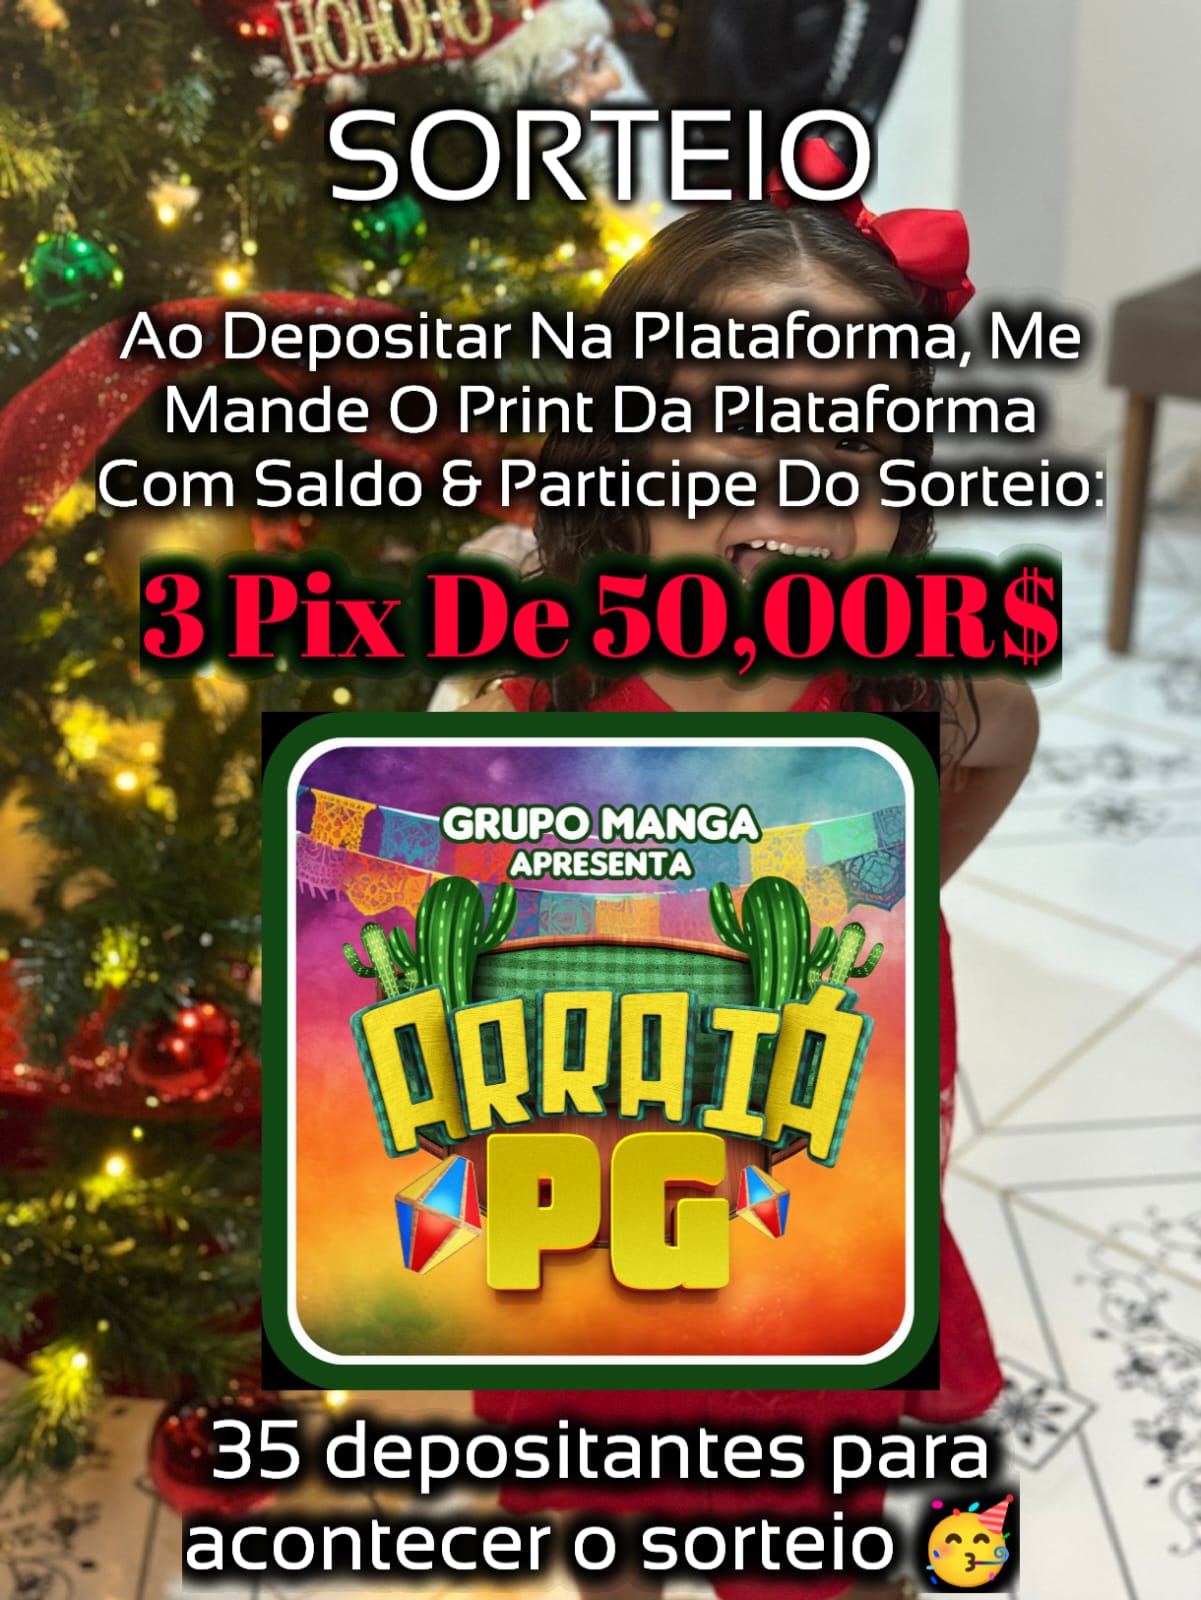 HOHOHO
SORTEIO
Ao Depositar Na Plataforma, Me
Mande O Print Da Plataforma
Com Saldo & Participe Do Sorteio:
3 Pix De 50,00R$
GRUPO MANGA
APRESENTA
ARRAIÁ
PG
35 depositantes para
acontecer o sorteio 🥳